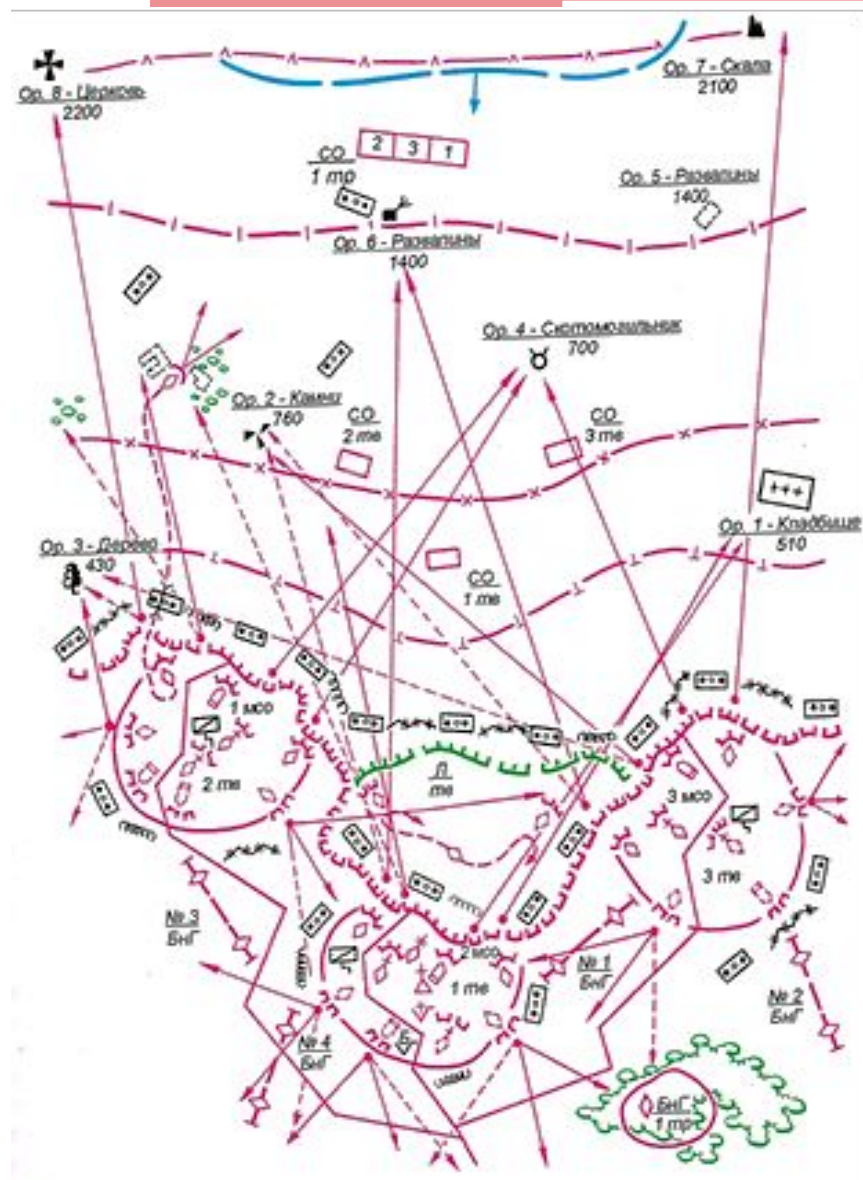 Ор. 8 - Церковь
2200
Ор. 7 - Скала
2100
2 3 1
СО
1 тр
Ор. 5 - Развалины
1400
Ор. 6 - Развалины
1400
Ор. 4 - Скотомогильник
700
Ор. 2 - Камни
760
СО
2 тв
СО
3 тв
Ор. 1 - Кладбище
510
Ор. 3 - Дерево
430
СО
1 тв
1 мсо
2 тв
Л
тв
3 мсо
3 тв
№ 3
БнГ
2 мсо
1 тв
№ 1
БнГ
№ 2
БнГ
№ 4
БнГ
БнГ
1 тр